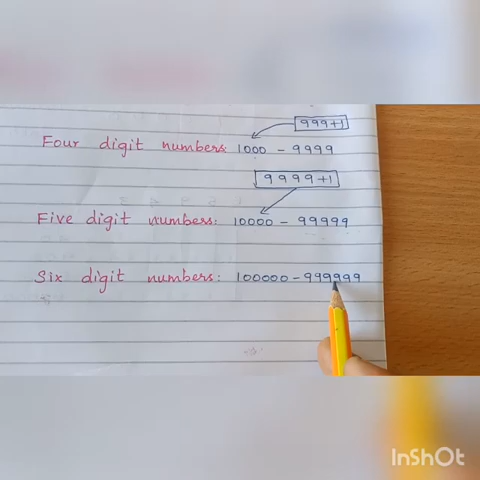 999+1
Four digit numbers 1000 - 9999
9999+1
Five digit numbers: 10000 - 99999
Six digit numbers: 100000 - 999999
InShOt